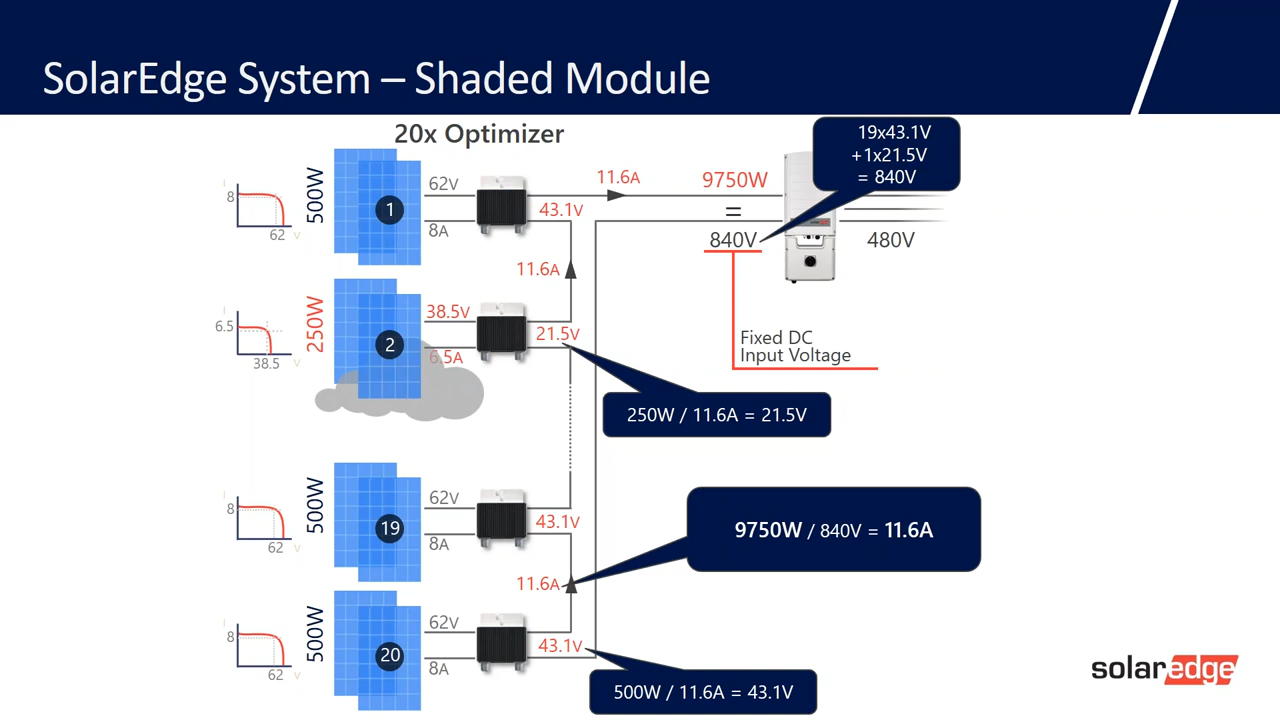 SolarEdge System – Shaded Module
20x Optimizer
19x43.1V
+1x21.5V
= 840V
8
62
V
500W
1
62V
8A
43.1V
11.6A
9750W
=
840V
480V
11.6A
6.5
38.5
V
250W
2
38.5V
6.5A
21.5V
Fixed DC
Input Voltage
250W / 11.6A = 21.5V
8
62
V
500W
19
62V
8A
43.1V
9750W / 840V = 11.6A
11.6A
8
62
V
500W
20
62V
8A
43.1V
500W / 11.6A = 43.1V
solaredge